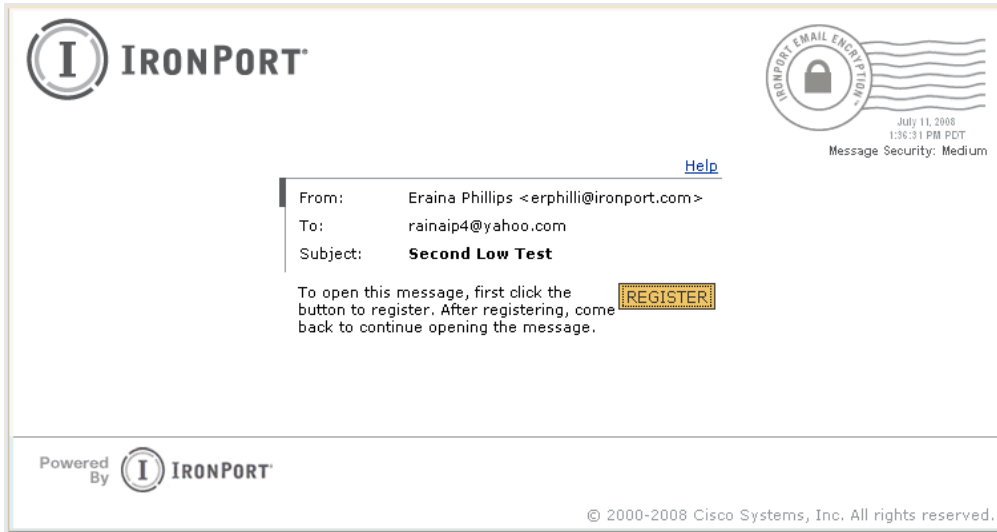 IRONPORT
IRONPORT EMAIL ENCRYPTION™
July 11, 2008
1:36:31 PM PDT
Message Security: Medium
Help
From: Eraina Phillips <erphilli@ironport.com>
To: rainaip4@yahoo.com
Subject: Second Low Test
To open this message, first click the
button to register. After registering, come
back to continue opening the message.
REGISTER
Powered
By
IRONPORT
© 2000-2008 Cisco Systems, Inc. All rights reserved.